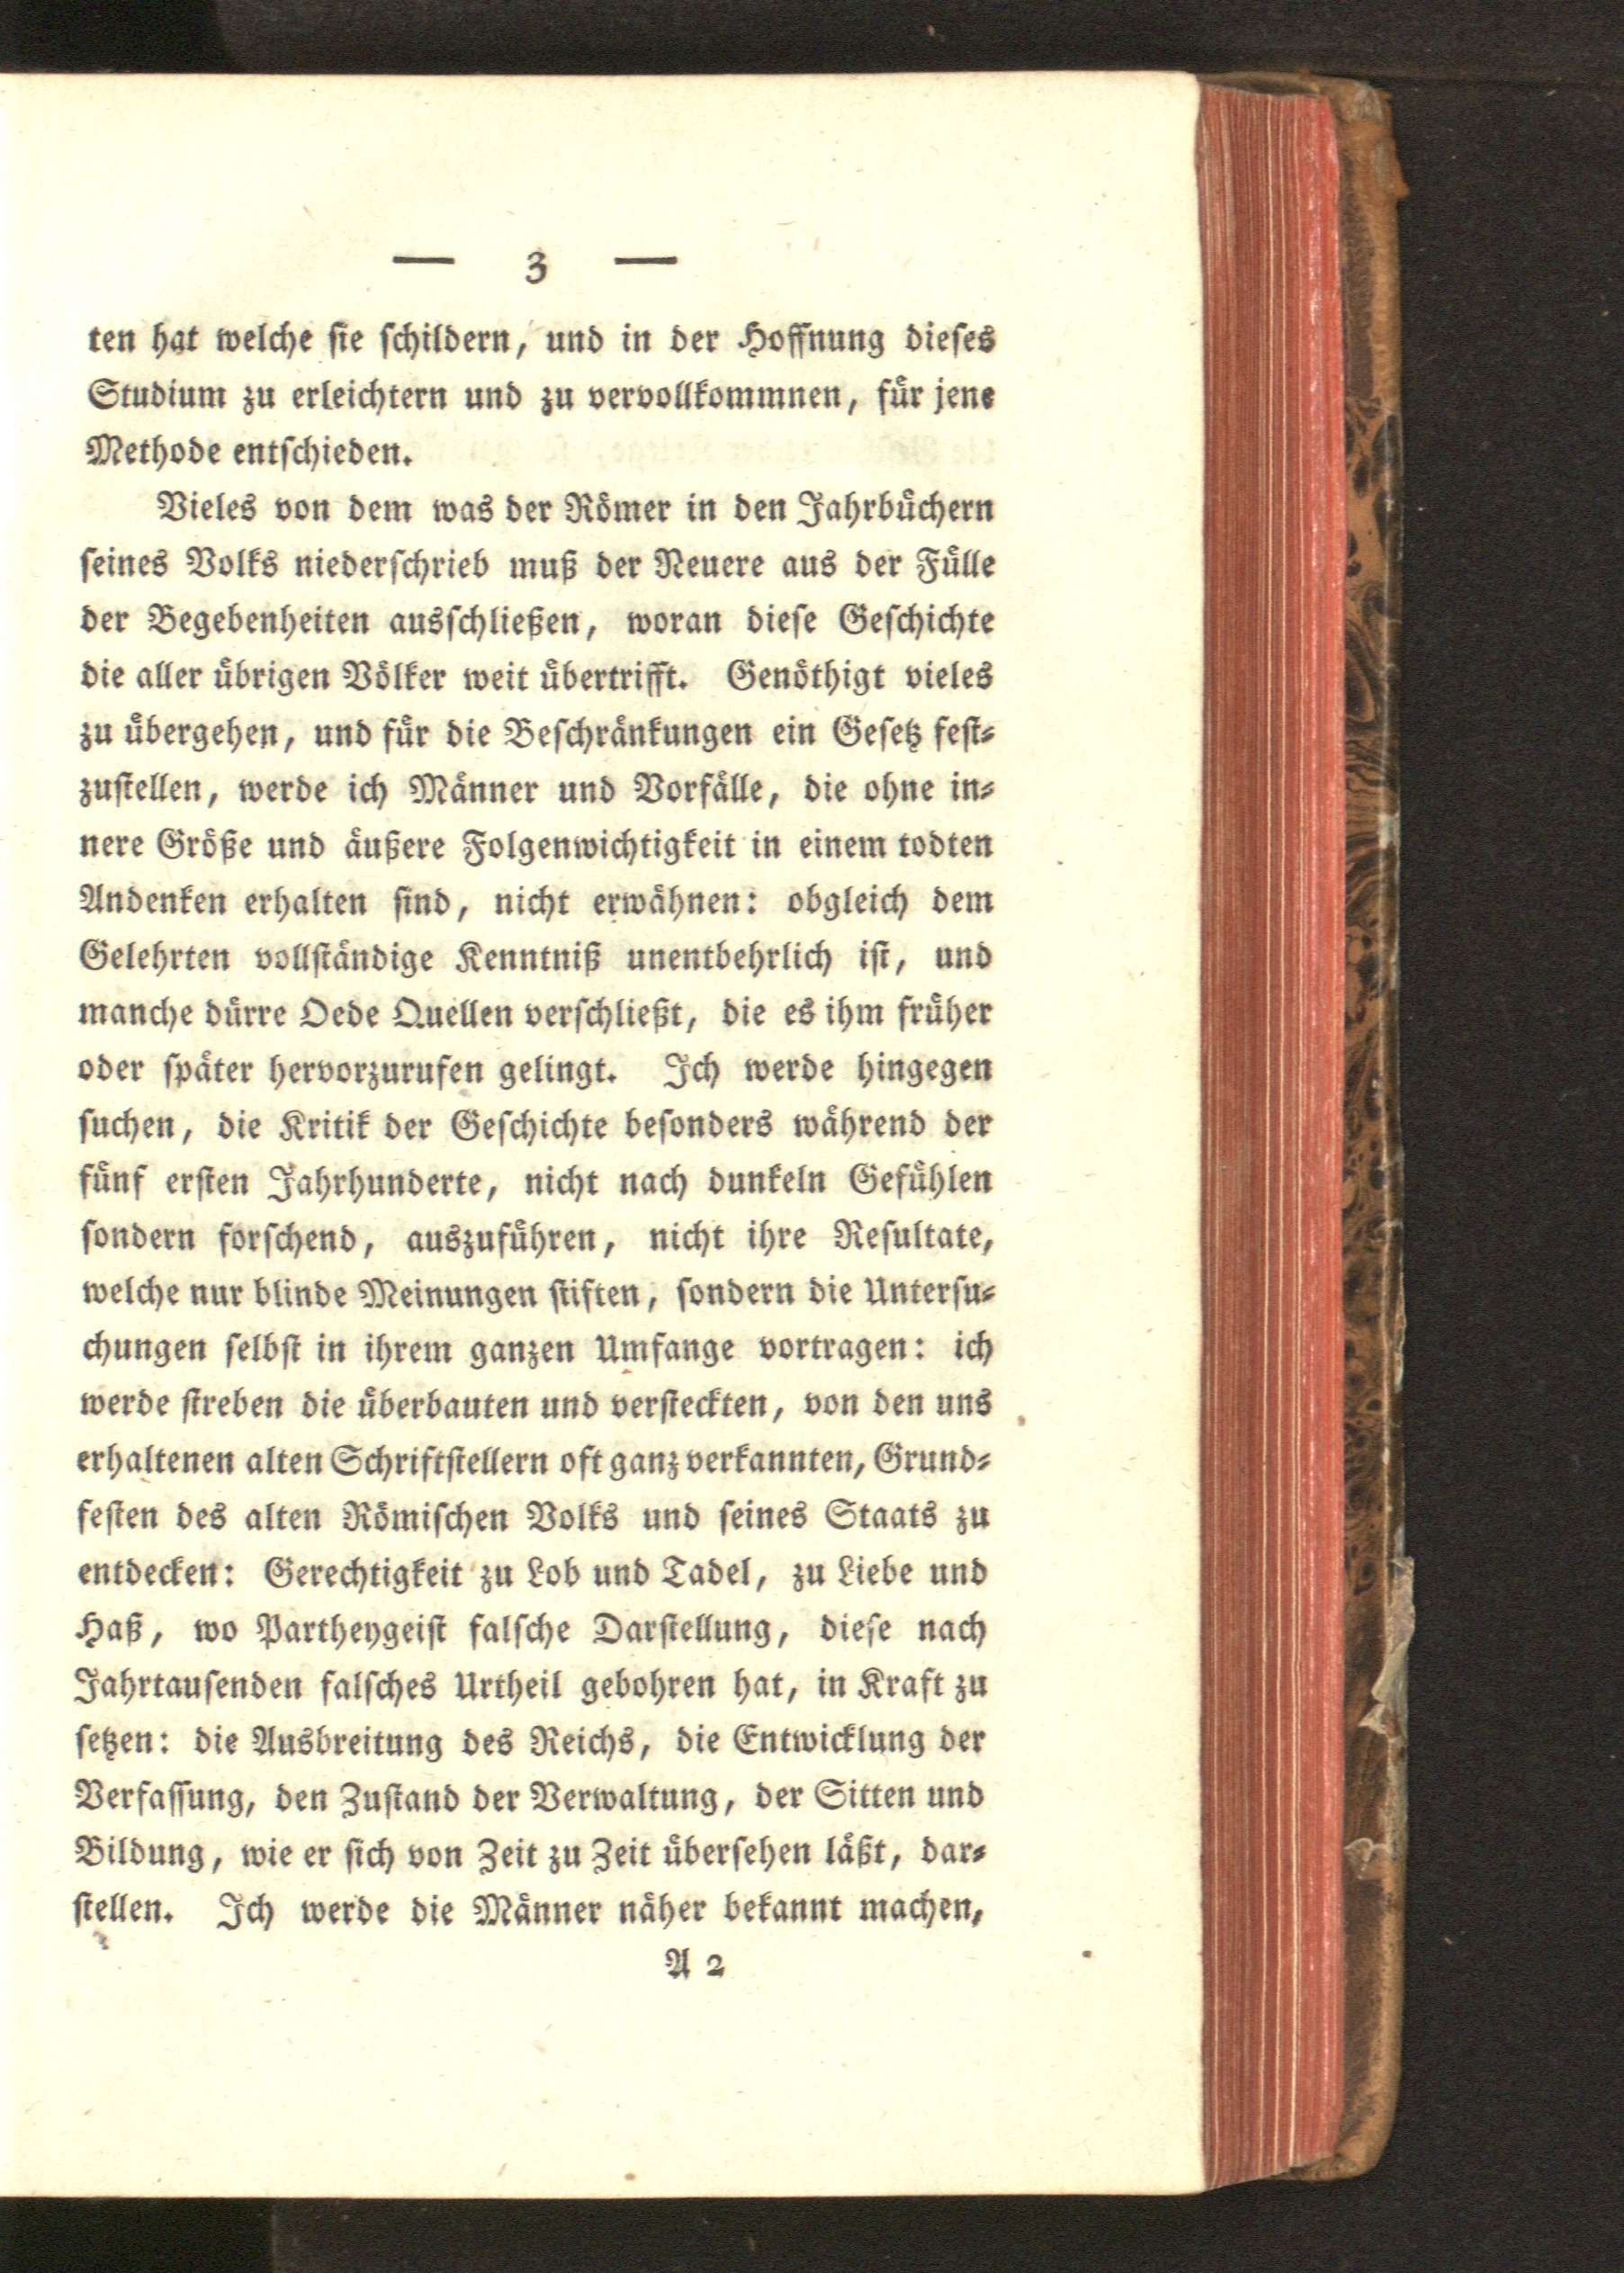 — 3 —
ten hat welche sie schildern, und in der Hoffnung dieses
Studium zu erleichtern und zu vervollkommnen, für jene
Methode entschieden.
Vieles von dem was der Römer in den Jahrbüchern
seines Volks niederschrieb muß der Neuere aus der Fülle
der Begebenheiten ausschließen, woran diese Geschichte
die aller übrigen Völker weit übertrifft. Genöthigt vieles
zu übergehen, und für die Beschränkungen ein Gesetz fest-
zustellen, werde ich Männer und Vorfälle, die ohne in-
nere Größe und äußere Folgenwichtigkeit in einem todten
Andenken erhalten sind, nicht erwähnen: obgleich dem
Gelehrten vollständige Kenntniß unentbehrlich ist, und
manche dürre Oede Quellen verschließt, die es ihm früher
oder später hervorzurufen gelingt. Ich werde hingegen
suchen, die Kritik der Geschichte besonders während der
fünf ersten Jahrhunderte, nicht nach dunkeln Gefühlen
sondern forschend, auszuführen, nicht ihre Resultate,
welche nur blinde Meinungen stiften, sondern die Untersu-
chungen selbst in ihrem ganzen Umfange vortragen: ich
werde streben die überbauten und versteckten, von den uns
erhaltenen alten Schriftstellern oft ganz verkannten, Grund-
festen des alten Römischen Volks und seines Staats zu
entdecken: Gerechtigkeit zu Lob und Tadel, zu Liebe und
Haß, wo Partheygeist falsche Darstellung, diese nach
Jahrtausenden falsches Urtheil gebohren hat, in Kraft zu
setzen: die Ausbreitung des Reichs, die Entwicklung der
Verfassung, den Zustand der Verwaltung, der Sitten und
Bildung, wie er sich von Zeit zu Zeit übersehen läßt, dar-
stellen. Ich werde die Männer näher bekannt machen,
A 2